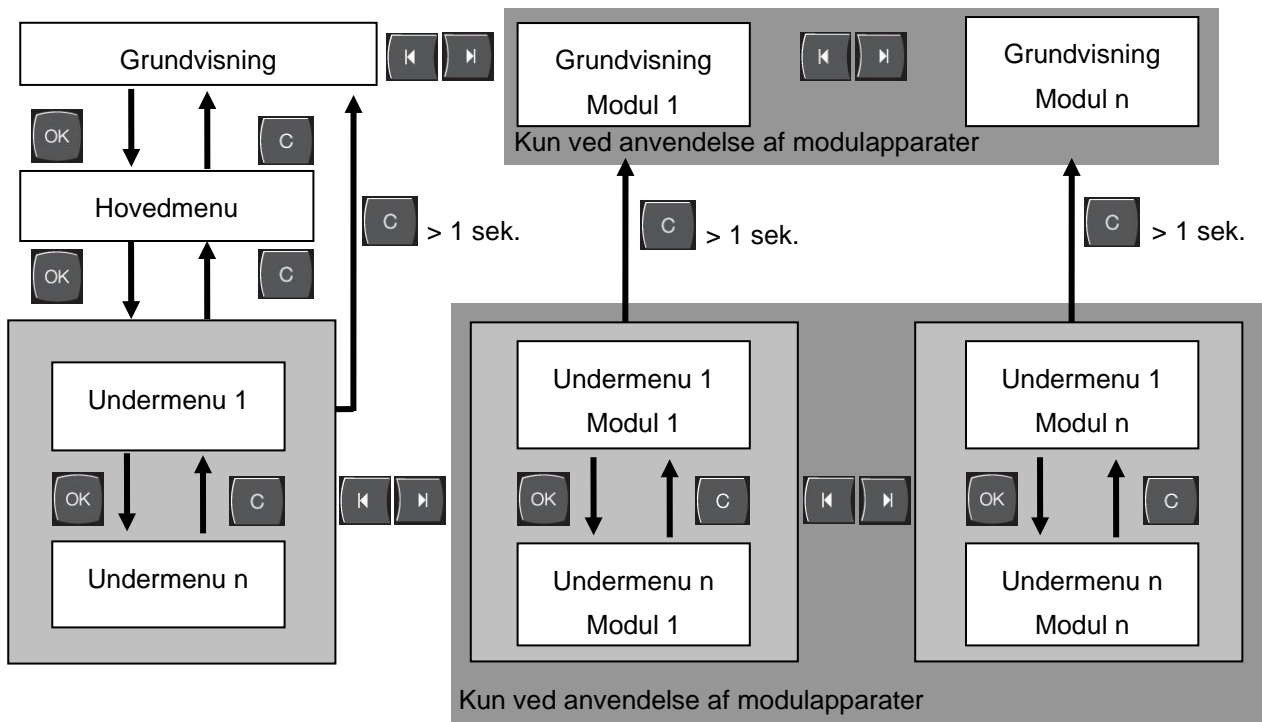 Grundvisning
Grundvisning
Modul 1
Grundvisning
Modul n
Kun ved anvendelse af modulapparater
OK
C
Hovedmenu
C
> 1 sek.
C
> 1 sek.
C
> 1 sek.
OK
C
Undermenu 1
Undermenu 1
Modul 1
Undermenu 1
Modul n
OK
C
OK
C
OK
C
Undermenu n
Undermenu n
Modul 1
Undermenu n
Modul n
Kun ved anvendelse af modulapparater